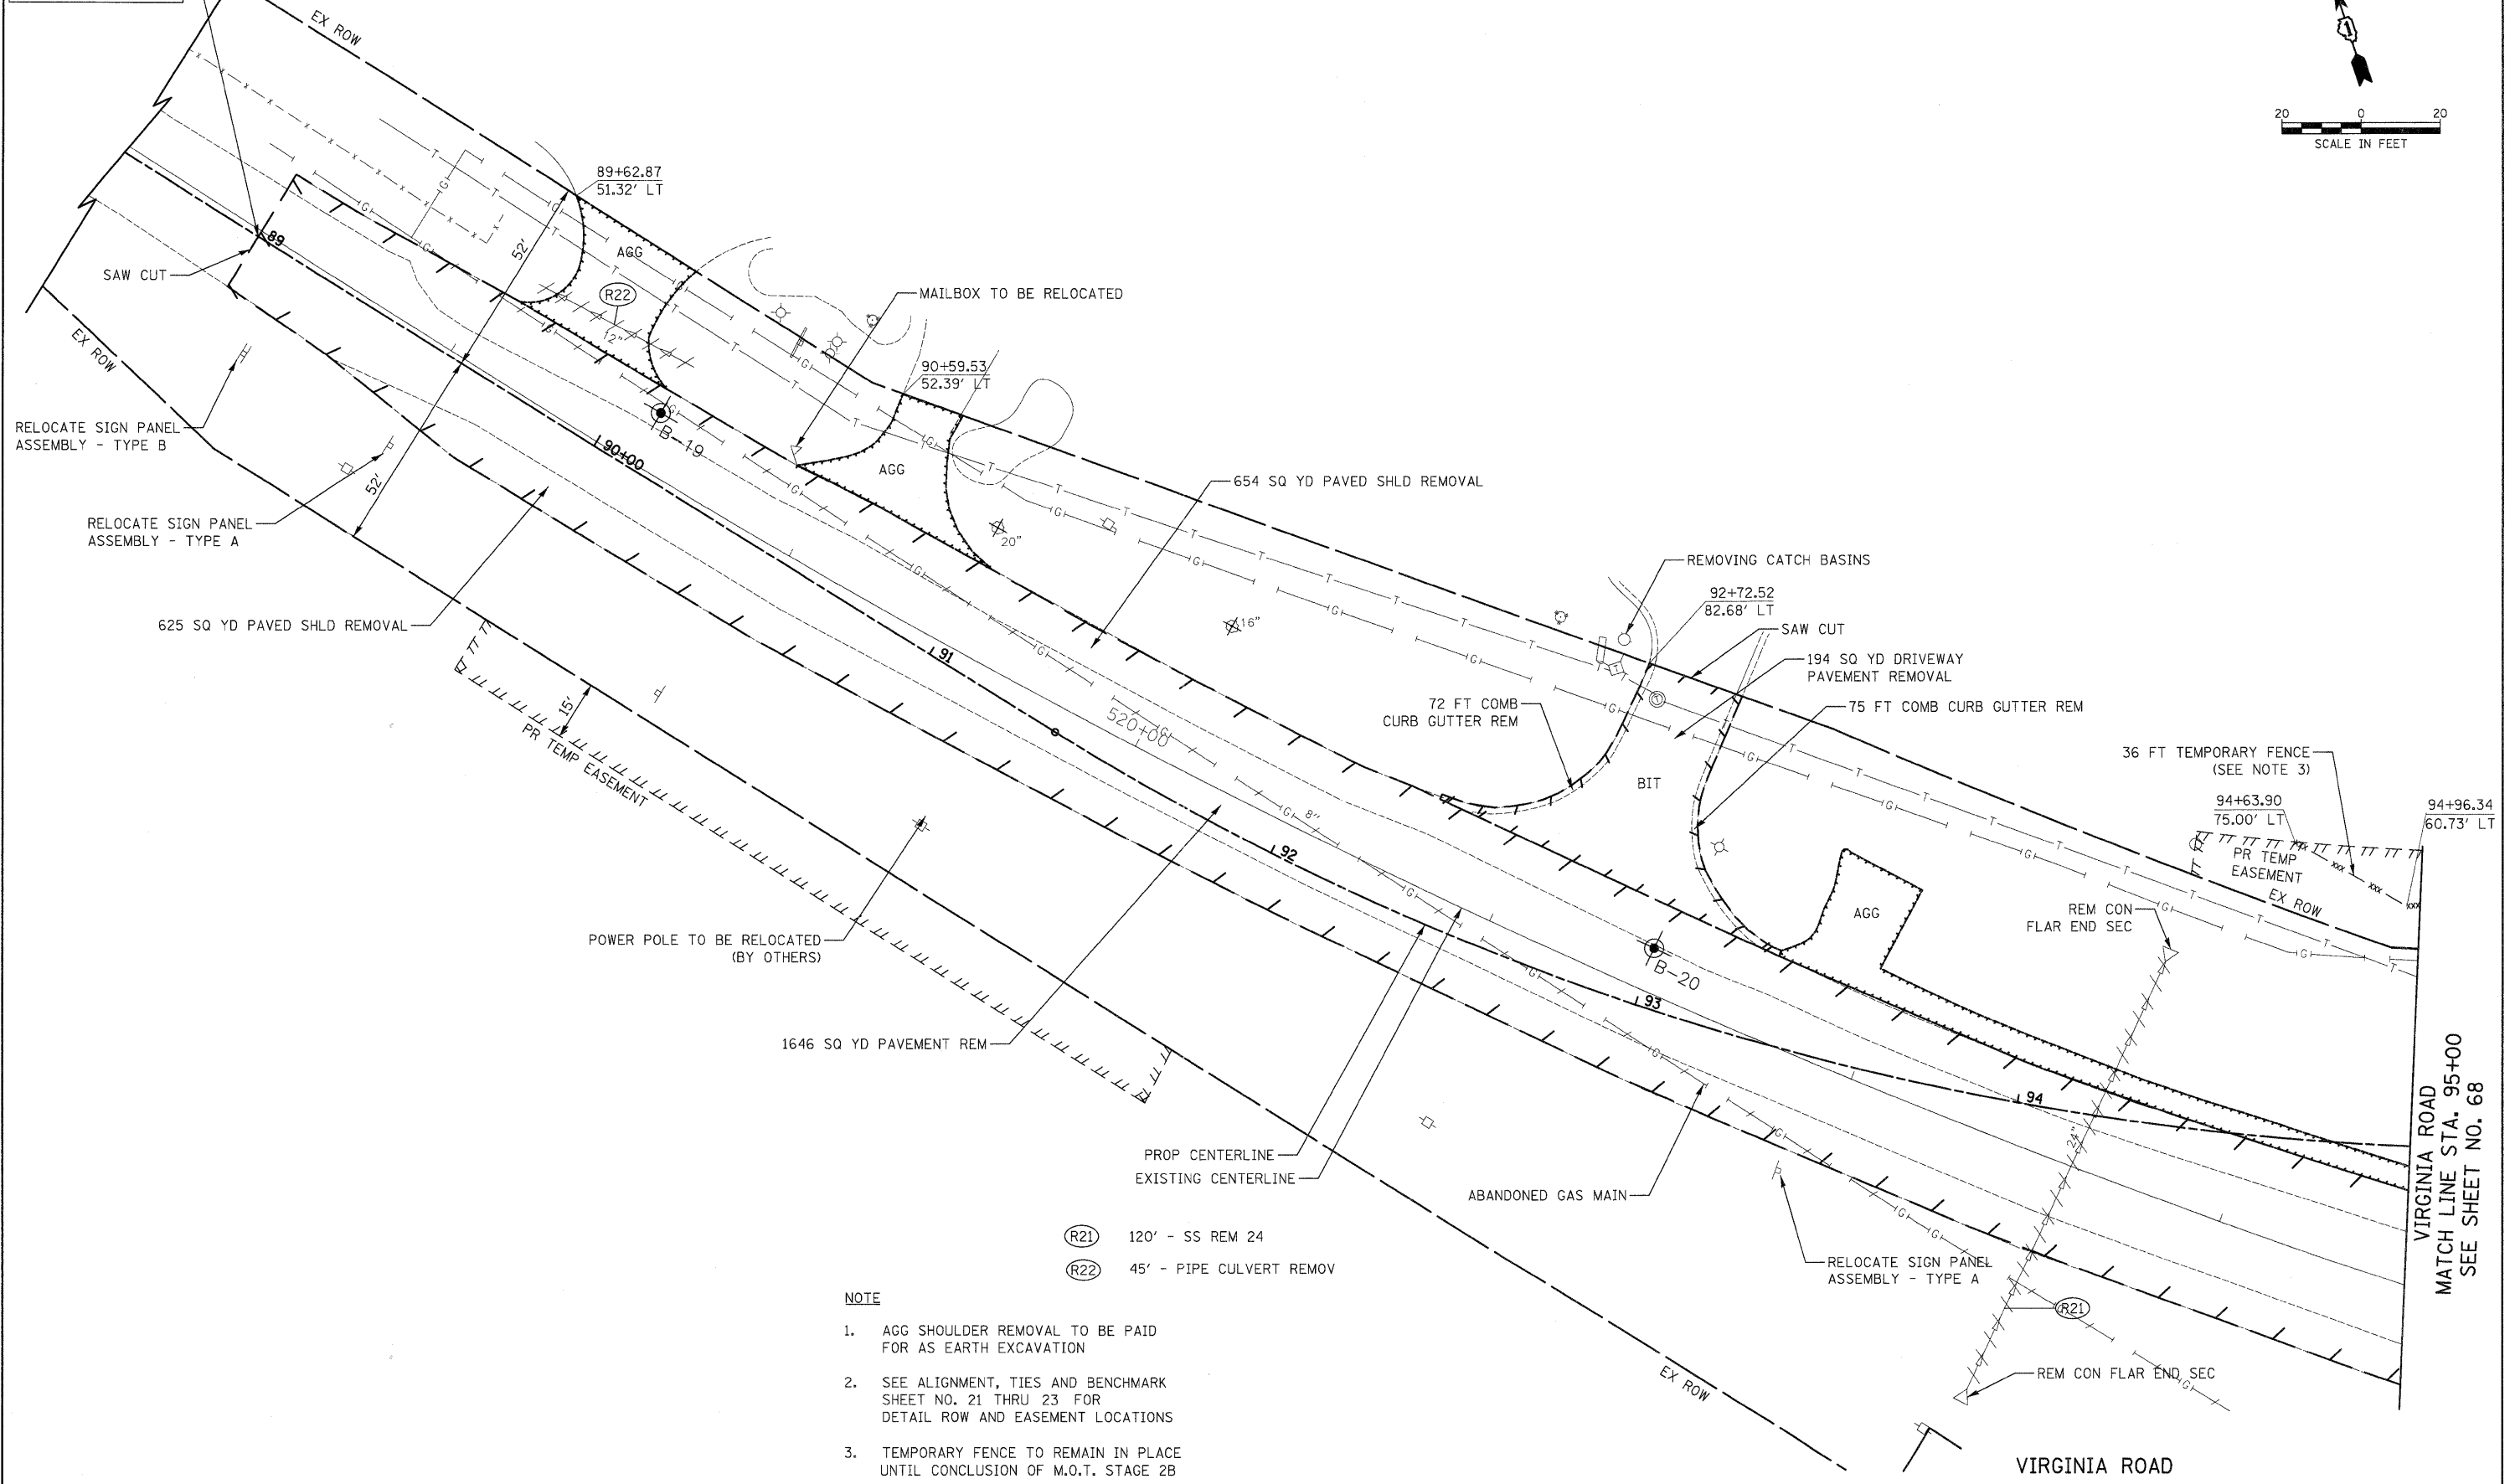 EX ROW
1
20 0 20
SCALE IN FEET
89+62.87
51.32' LT
52'
AGG
R22
12"
89
SAW CUT
MAILBOX TO BE RELOCATED
EX ROW
90+59.53
52.39' LT
RELOCATE SIGN PANEL
ASSEMBLY - TYPE B
B-19
90+00
AGG
52'
654 SQ YD PAVED SHLD REMOVAL
RELOCATE SIGN PANEL
ASSEMBLY - TYPE A
20"
REMOVING CATCH BASINS
92+72.52
82.68' LT
625 SQ YD PAVED SHLD REMOVAL
16"
SAW CUT
91
194 SQ YD DRIVEWAY
PAVEMENT REMOVAL
15'
72 FT COMB
CURB GUTTER REM
75 FT COMB CURB GUTTER REM
520+00
PR TEMP EASEMENT
36 FT TEMPORARY FENCE
(SEE NOTE 3)
BIT
94+63.90
75.00' LT
94+96.34
60.73' LT
8"
92
PR TEMP
EASEMENT
EX ROW
AGG
REM CON
FLAR END SEC
POWER POLE TO BE RELOCATED
(BY OTHERS)
B-20
93
1646 SQ YD PAVEMENT REM
94
24"
PROP CENTERLINE
EXISTING CENTERLINE
ABANDONED GAS MAIN
VIRGINIA ROAD
MATCH LINE STA. 95+00
SEE SHEET NO. 68
R21 120' - SS REM 24
R22 45' - PIPE CULVERT REMOV
RELOCATE SIGN PANEL
ASSEMBLY - TYPE A
R21
NOTE
1. AGG SHOULDER REMOVAL TO BE PAID
FOR AS EARTH EXCAVATION
2. SEE ALIGNMENT, TIES AND BENCHMARK
SHEET NO. 21 THRU 23 FOR
DETAIL ROW AND EASEMENT LOCATIONS
3. TEMPORARY FENCE TO REMAIN IN PLACE
UNTIL CONCLUSION OF M.O.T. STAGE 2B
EX ROW
REM CON FLAR END SEC
VIRGINIA ROAD